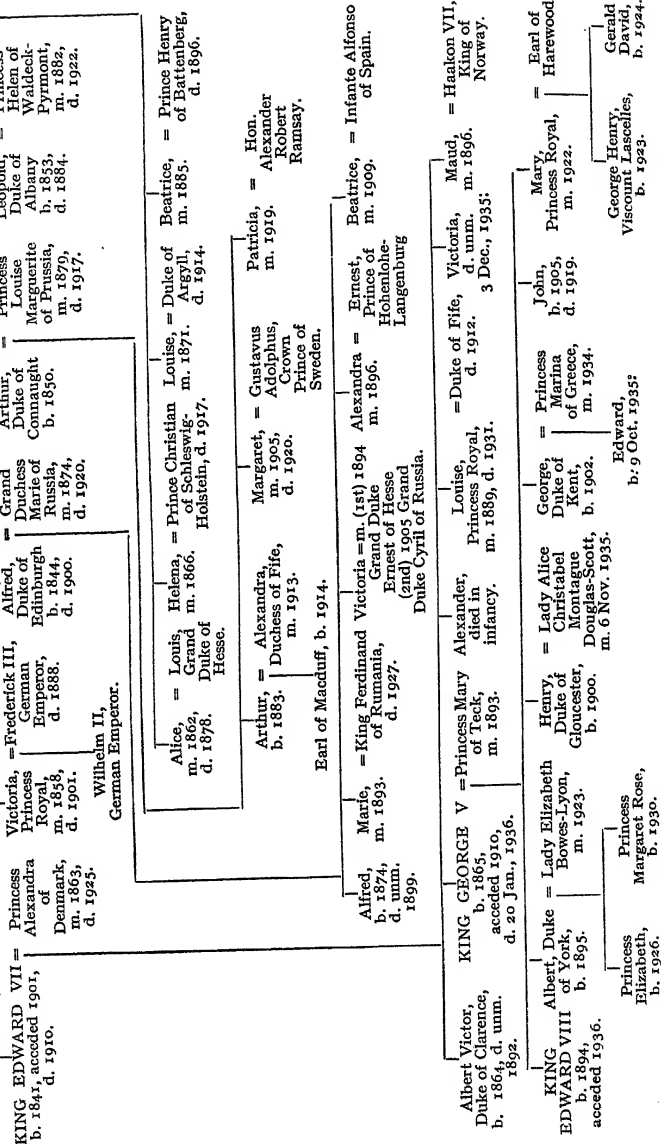 KING EDWARD VII =
b. 1841, acceded 1901,
d. 1910.
Princess
Alexandra
of
Denmark,
m. 1863,
d. 1925.
Victoria,
Princess
Royal,
m. 1858,
d. 1901.
= Frederick III,
German
Emperor,
d. 1888.
Wilhelm II,
German Emperor.
Alfred,
Duke of
Edinburgh
b. 1844,
d. 1900.
= Grand
Duchess
Marie of
Russia,
m. 1874,
d. 1920.
Arthur,
Duke of
Connaught
b. 1850.
= Princess
Louise
Marguerite
of Prussia,
m. 1879,
d. 1917.
Leopold,
Duke of
Albany
b. 1853,
d. 1884.
= Princess
Helen of
Waldeck-
Pyrmont,
m. 1882,
d. 1922.
Alice,
m. 1862,
d. 1878.
= Louis,
Grand
Duke of
Hesse.
Helena,
m. 1866.
= Prince Christian
of Schleswig-
Holstein, d. 1917.
Louise,
m. 1871.
= Duke of
Argyll,
d. 1914.
Beatrice,
m. 1885.
= Prince Henry
of Battenberg,
d. 1896.
Arthur,
b. 1883.
= Alexandra,
Duchess of Fife,
m. 1913.
Earl of Macduff, b. 1914.
Margaret,
m. 1905,
d. 1920.
= Gustavus
Adolphus,
Crown
Prince of
Sweden.
Patricia,
m. 1919.
= Hon.
Alexander
Robert
Ramsay.
Alfred,
b. 1874,
d. unm.
1899.
Marie,
m. 1893.
= King Ferdinand
of Rumania,
d. 1927.
Victoria = m. (1st) 1894
Grand Duke
Ernest of Hesse
(2nd) 1905 Grand
Duke Cyril of Russia.
Alexandra
m. 1896.
= Ernest,
Prince of
Hohenlohe-
Langenburg
Beatrice,
m. 1909.
= Infante Alfonso
of Spain.
Albert Victor,
Duke of Clarence,
b. 1864, d. unm.
1892.
KING GEORGE V
b. 1865,
acceded 1910,
d. 20 Jan., 1936.
= Princess Mary
of Teck,
m. 1893.
Alexander,
died in
infancy.
Louise,
Princess Royal,
m. 1889, d. 1931.
= Duke of Fife,
d. 1912.
Victoria,
d. unm.
3 Dec., 1935:
Maud,
m. 1896.
= Haakon VII,
King of
Norway.
KING
EDWARD VIII
b. 1894,
acceded 1936.
Albert, Duke
of York,
b. 1895.
= Lady Elizabeth
Bowes-Lyon,
m. 1923.
Henry,
Duke of
Gloucester,
b. 1900.
= Lady Alice
Christabel
Montague
Douglas-Scott,
m. 6 Nov. 1935.
George,
Duke of
Kent,
b. 1902.
= Princess
Marina
of Greece,
m. 1934.
John,
b. 1905,
d. 1919.
Mary,
Princess Royal,
m. 1922.
= Earl of
Harewood
Princess
Elizabeth,
b. 1926.
Princess
Margaret Rose,
b. 1930.
Edward,
b: 9 Oct. 1935:
George Henry,
Viscount Lascelles,
b. 1923.
Gerald
David,
b. 1924.